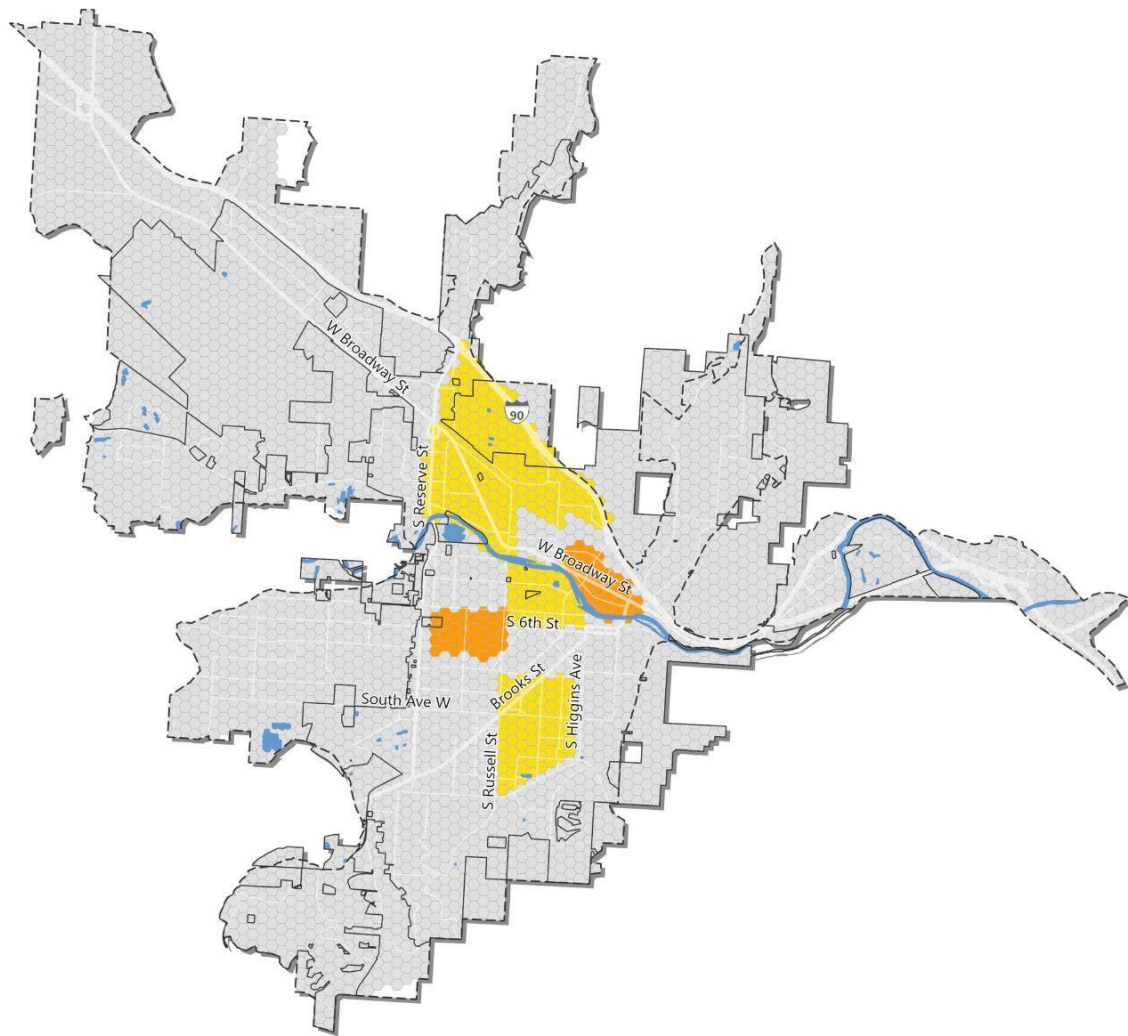 W Broadway St
90
S Reserve St
W Broadway St
S 6th St
Brooks St
South Ave W
S Higgins Ave
S Russell St